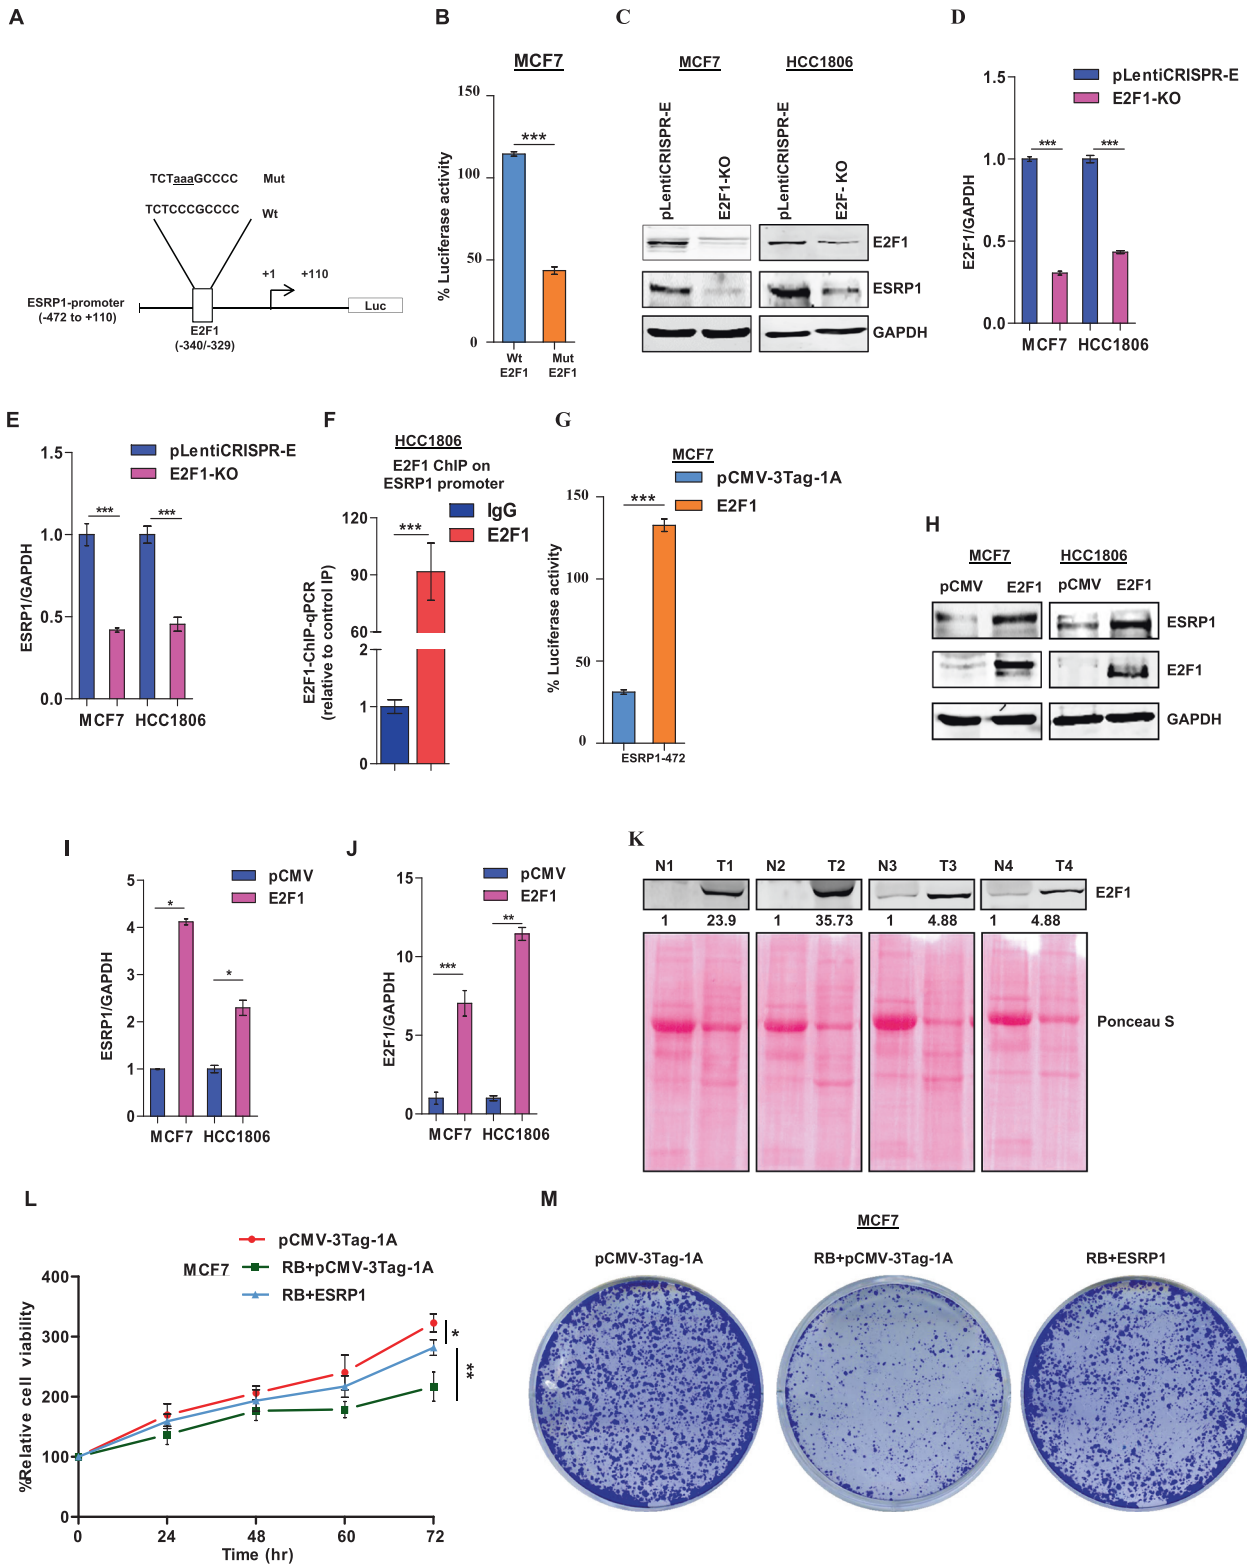 A
TCTaaaGCCCC Mut
TCTCCCGCCCC Wt
+1 +110
ESRP1-promoter
(-472 to +110)
Luc
E2F1
(-340/-329)
B
MCF7
150
***
100
50
0
% Luciferase activity
Wt
E2F1
Mut
E2F1
C
MCF7 HCC1806
pLentiCRISPR-E
E2F1-KO
pLentiCRISPR-E
E2F- KO
E2F1
ESRP1
GAPDH
D
pLentiCRISPR-E
E2F1-KO
1.5
*** ***
1.0
0.5
0.0
E2F1/GAPDH
MCF7 HCC1806
E
pLentiCRISPR-E
E2F1-KO
1.5
*** ***
1.0
0.5
0.0
ESRP1/GAPDH
MCF7 HCC1806
F
HCC1806
E2F1 ChIP on
ESRP1 promoter
IgG
E2F1
120
***
90
60
2
1
0
E2F1-ChIP-qPCR
(relative to control IP)
G
MCF7
pCMV-3Tag-1A
E2F1
150
***
100
50
0
% Luciferase activity
ESRP1-472
H
MCF7 HCC1806
pCMV E2F1 pCMV E2F1
ESRP1
E2F1
GAPDH
I
pCMV
E2F1
5
4
3
2
1
0
* *
ESRP1/GAPDH
MCF7 HCC1806
J
pCMV
E2F1
15
10
5
0
*** **
E2F1/GAPDH
MCF7 HCC1806
K
N1 T1 N2 T2 N3 T3 N4 T4
E2F1
1 23.9 1 35.73 1 4.88 1 4.88
Ponceau S
L
MCF7
pCMV-3Tag-1A
RB+pCMV-3Tag-1A
RB+ESRP1
400
300
200
100
0
*
**
%Relative cell viability
0 24 48 60 72
Time (hr)
M
MCF7
pCMV-3Tag-1A RB+pCMV-3Tag-1A RB+ESRP1